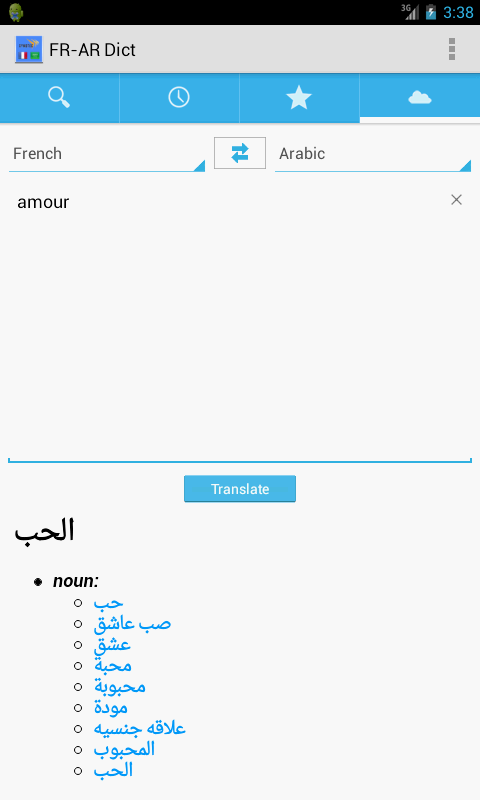 3G
3:38
FR-AR Dict
French
Arabic
amour
Translate
الحب
noun:
حب
صب عاشق
عشق
محبة
محبوبة
مودة
علاقه جنسيه
المحبوب
الحب